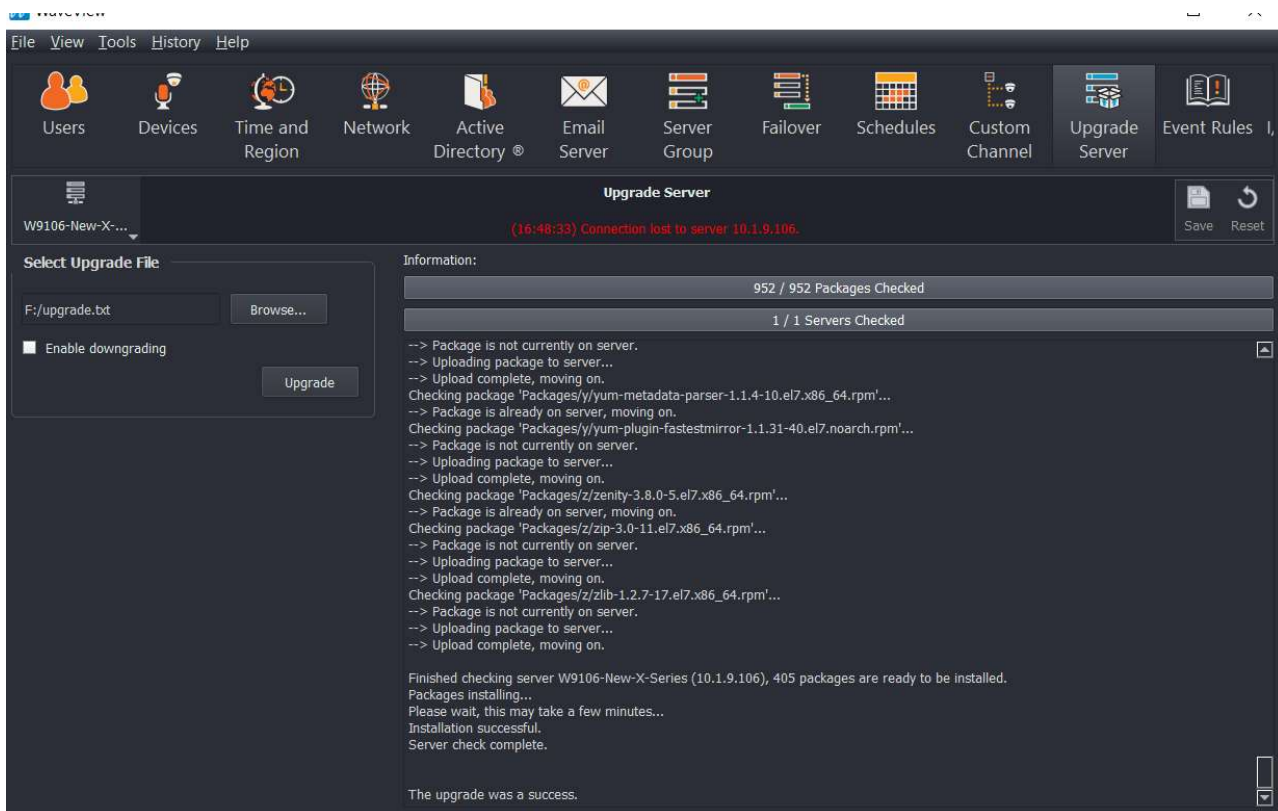 WaveView
File View Tools History Help
Users
Devices
Time and
Region
Network
Active
Directory ®
Email
Server
Server
Group
Failover
Schedules
Custom
Channel
Upgrade
Server
Event Rules
W9106-New-X-...
Upgrade Server
(16:48:33) Connection lost to server 10.1.9.106.
Save Reset
Select Upgrade File
F:/upgrade.txt
Browse...
Enable downgrading
Upgrade
Information:
952 / 952 Packages Checked
1 / 1 Servers Checked
--> Package is not currently on server.
--> Uploading package to server...
--> Upload complete, moving on.
Checking package 'Packages/y/yum-metadata-parser-1.1.4-10.el7.x86_64.rpm'...
--> Package is already on server, moving on.
Checking package 'Packages/y/yum-plugin-fastestmirror-1.1.31-40.el7.noarch.rpm'...
--> Package is not currently on server.
--> Uploading package to server...
--> Upload complete, moving on.
Checking package 'Packages/z/zenity-3.8.0-5.el7.x86_64.rpm'...
--> Package is already on server, moving on.
Checking package 'Packages/z/zip-3.0-11.el7.x86_64.rpm'...
--> Package is not currently on server.
--> Uploading package to server...
--> Upload complete, moving on.
Checking package 'Packages/z/zlib-1.2.7-17.el7.x86_64.rpm'...
--> Package is not currently on server.
--> Uploading package to server...
--> Upload complete, moving on.
Finished checking server W9106-New-X-Series (10.1.9.106), 405 packages are ready to be installed.
Packages installing...
Please wait, this may take a few minutes...
Installation successful.
Server check complete.
The upgrade was a success.